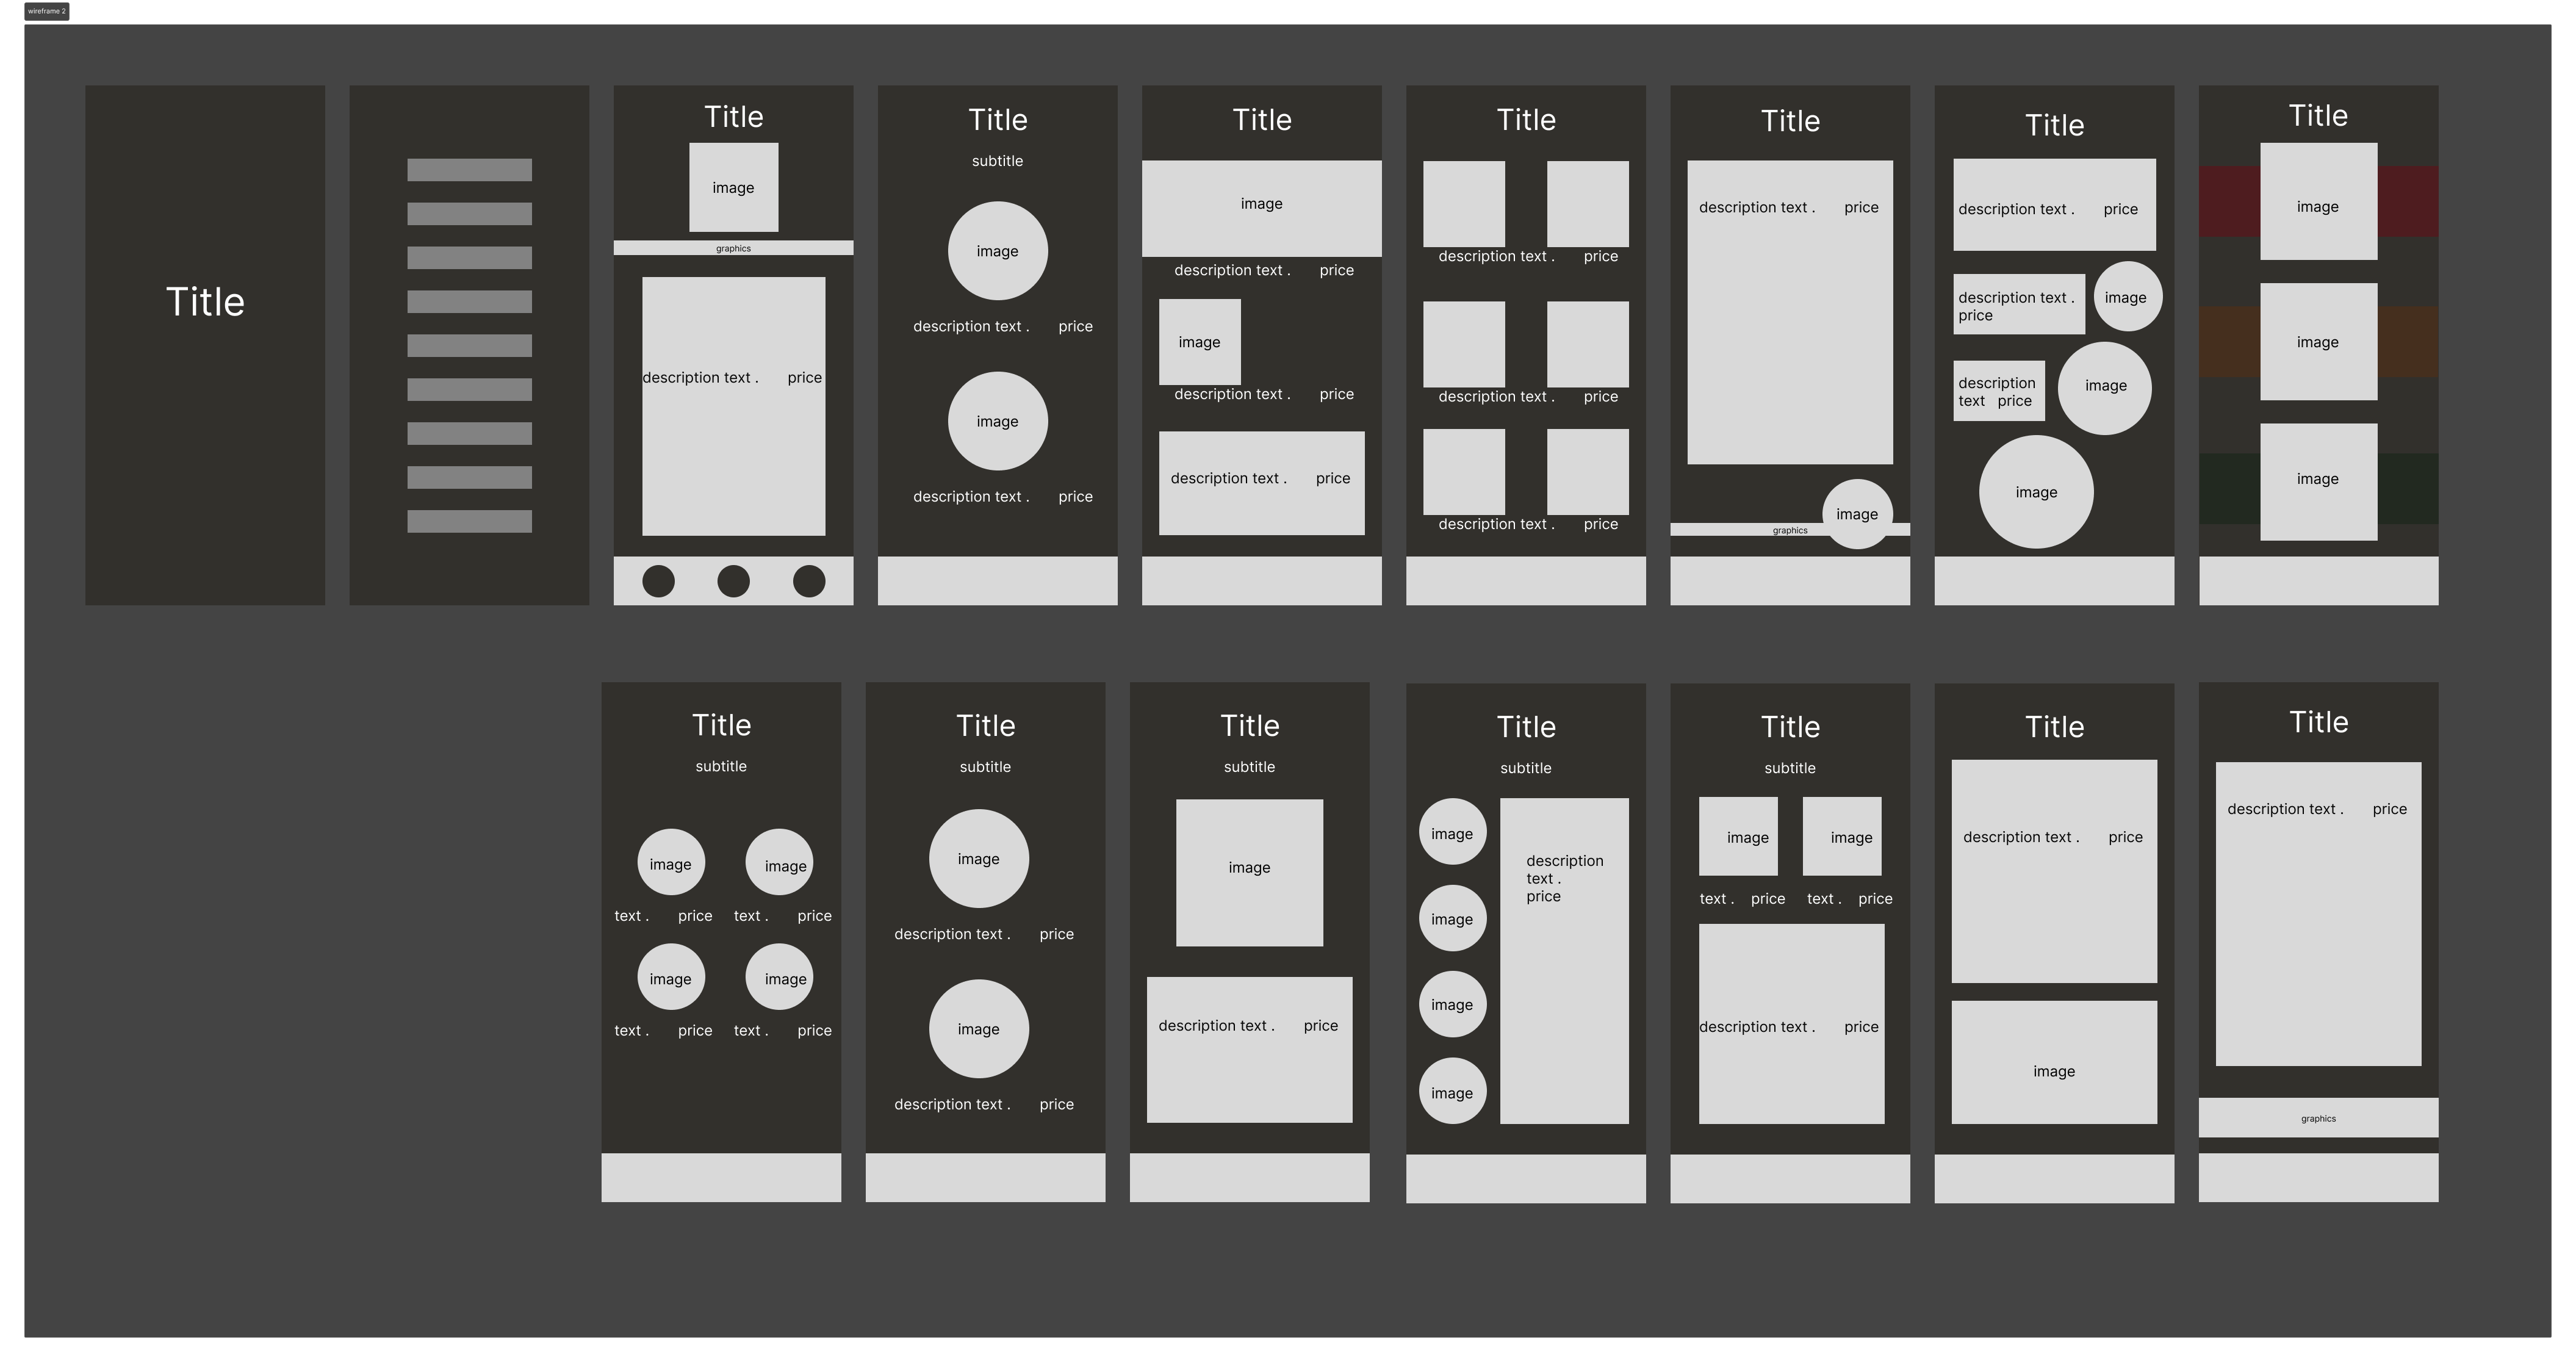 wireframe 2
Title
Title
image
graphics
description text .      price
Title
subtitle
image
description text .      price
image
description text .      price
Title
image
description text .      price
image
description text .      price
description text .      price
Title
description text .      price
description text .      price
description text .      price
Title
description text .      price
image
graphics
Title
description text .      price
description text .
price
image
description
text   price
image
image
Title
image
image
image
Title
subtitle
image
image
text .      price
text .      price
image
image
text .      price
text .      price
Title
subtitle
image
description text .      price
image
description text .      price
Title
subtitle
image
description text .      price
Title
subtitle
image
image
image
image
description
text .
price
Title
subtitle
image
image
text .    price
text .    price
description text .      price
Title
description text .      price
image
Title
description text .      price
graphics